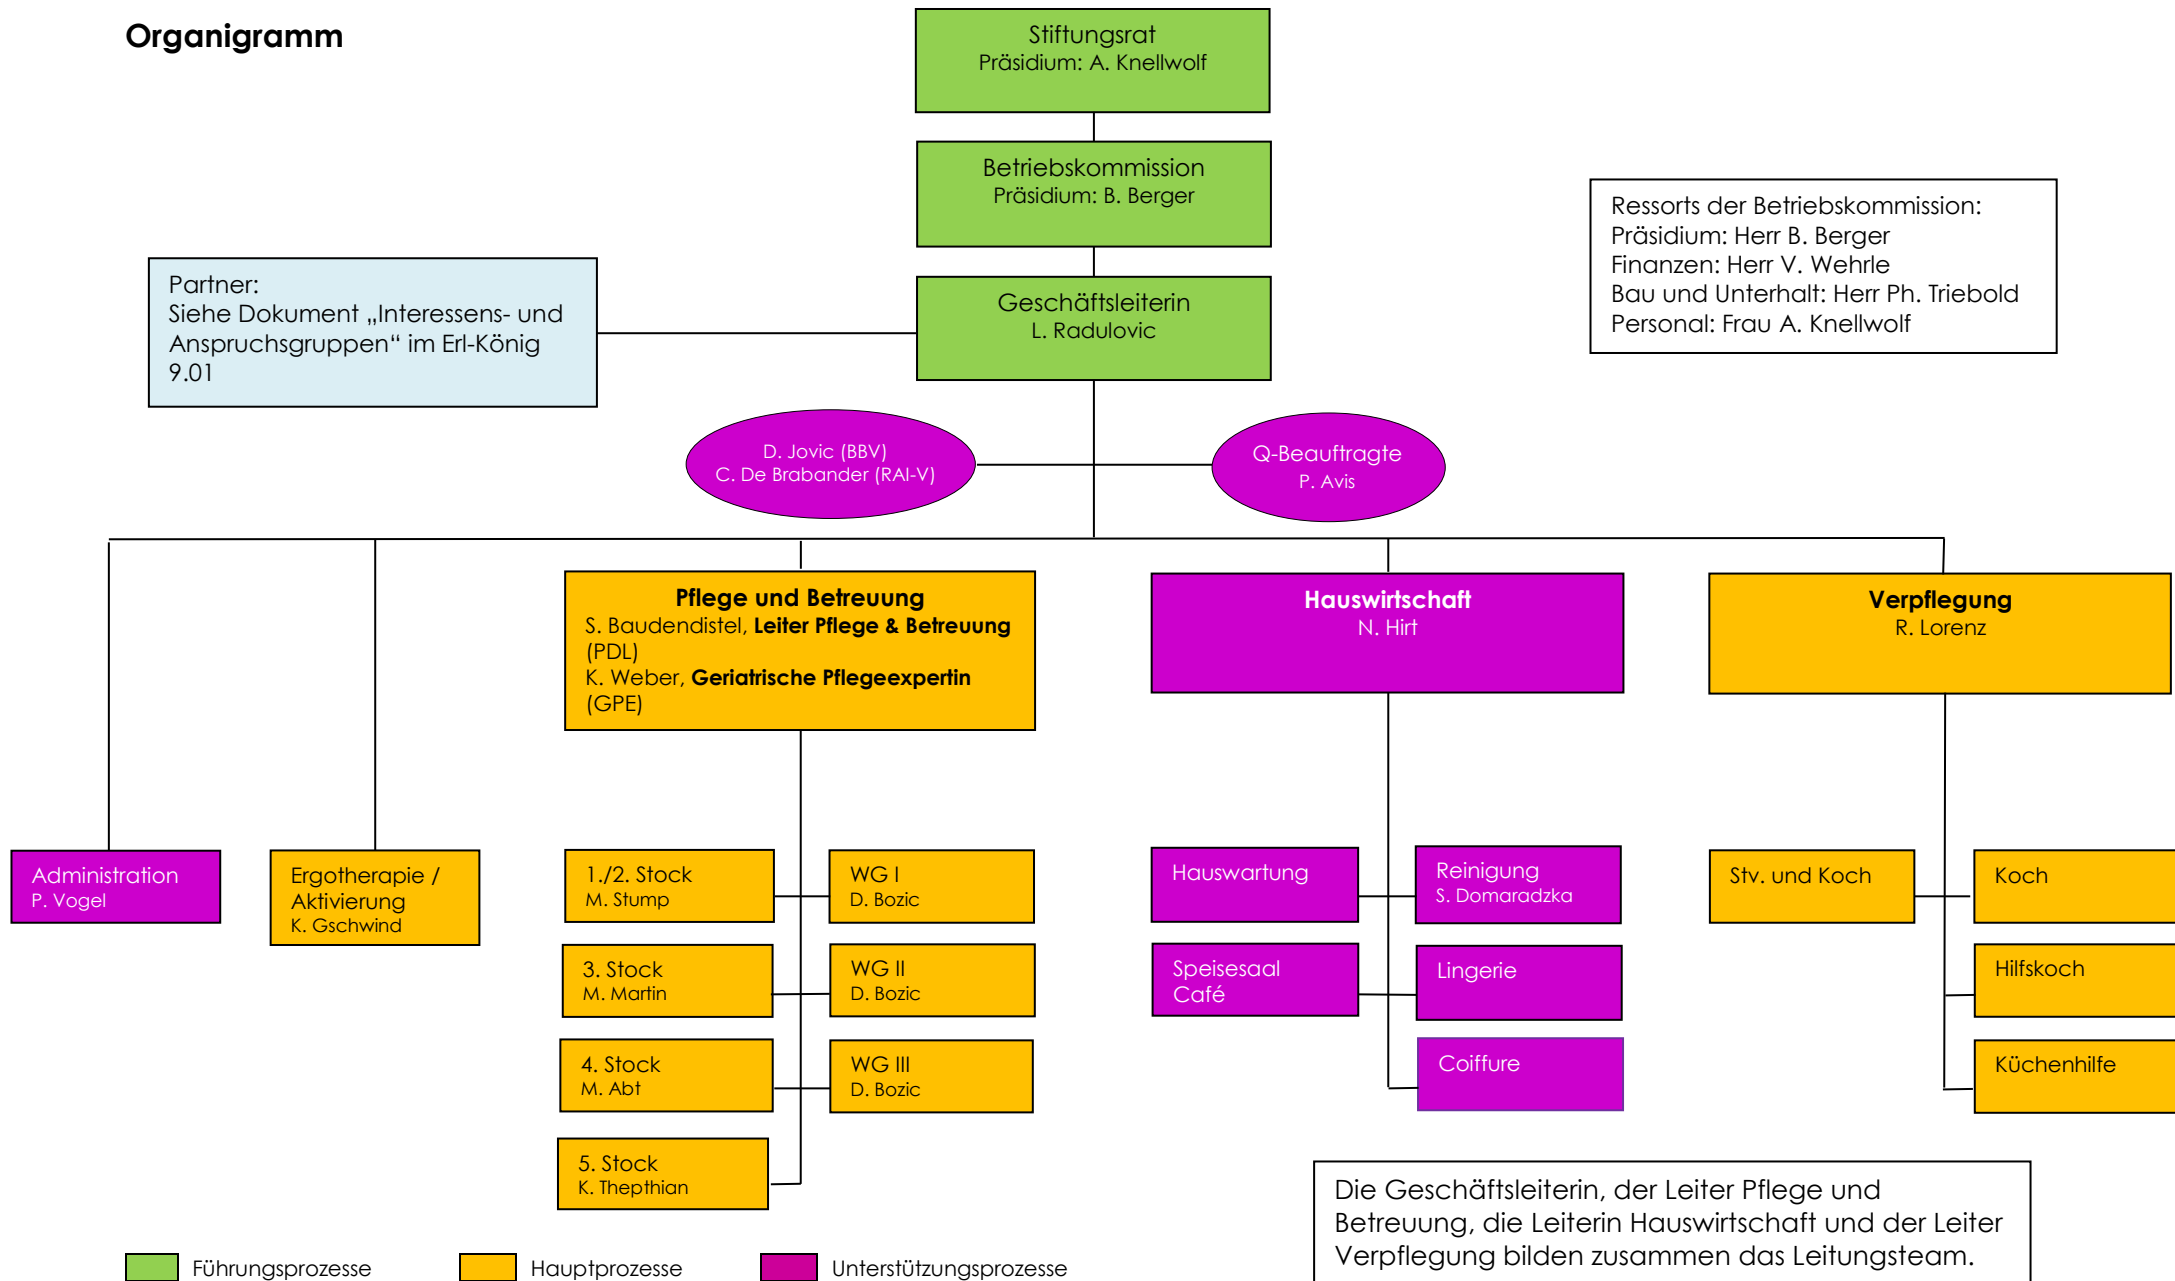 Organigramm
Stiftungsrat
Präsidium: A. Knellwolf
Betriebskommission
Präsidium: B. Berger
Ressorts der Betriebskommission:
Präsidium: Herr B. Berger
Finanzen: Herr V. Wehrle
Bau und Unterhalt: Herr Ph. Triebold
Personal: Frau A. Knellwolf
Partner:
Siehe Dokument „Interessens- und
Anspruchsgruppen“ im Erl-König
9.01
Geschäftsleiterin
L. Radulovic
D. Jovic (BBV)
C. De Brabander (RAI-V)
Q-Beauftragte
P. Avis
Pflege und Betreuung
S. Baudendistel, Leiter Pflege & Betreuung
(PDL)
K. Weber, Geriatrische Pflegeexpertin
(GPE)
Hauswirtschaft
N. Hirt
Verpflegung
R. Lorenz
Administration
P. Vogel
Ergotherapie /
Aktivierung
K. Gschwind
1./2. Stock
M. Stump
WG I
D. Bozic
3. Stock
M. Martin
WG II
D. Bozic
4. Stock
M. Abt
WG III
D. Bozic
5. Stock
K. Thepthian
Hauswartung
Reinigung
S. Domaradzka
Speisesaal
Café
Lingerie
Coiffure
Stv. und Koch
Koch
Hilfskoch
Küchenhilfe
Die Geschäftsleiterin, der Leiter Pflege und
Betreuung, die Leiterin Hauswirtschaft und der Leiter
Verpflegung bilden zusammen das Leitungsteam.
Führungsprozesse
Hauptprozesse
Unterstützungsprozesse